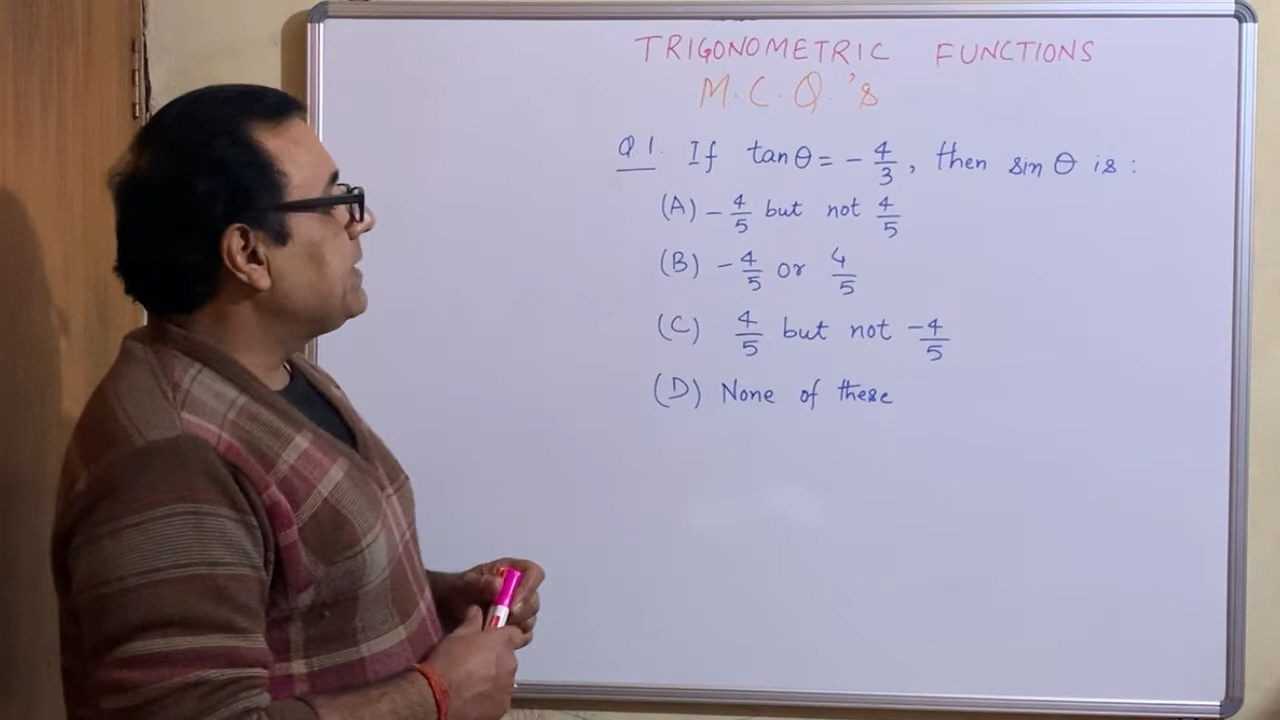 TRIGONOMETRIC FUNCTIONS
M.C.Q.'s
Q1. If tanθ = - 4/3, then sin θ is :
(A) - 4/5 but not 4/5
(B) - 4/5 or 4/5
(C) 4/5 but not -4/5
(D) None of these